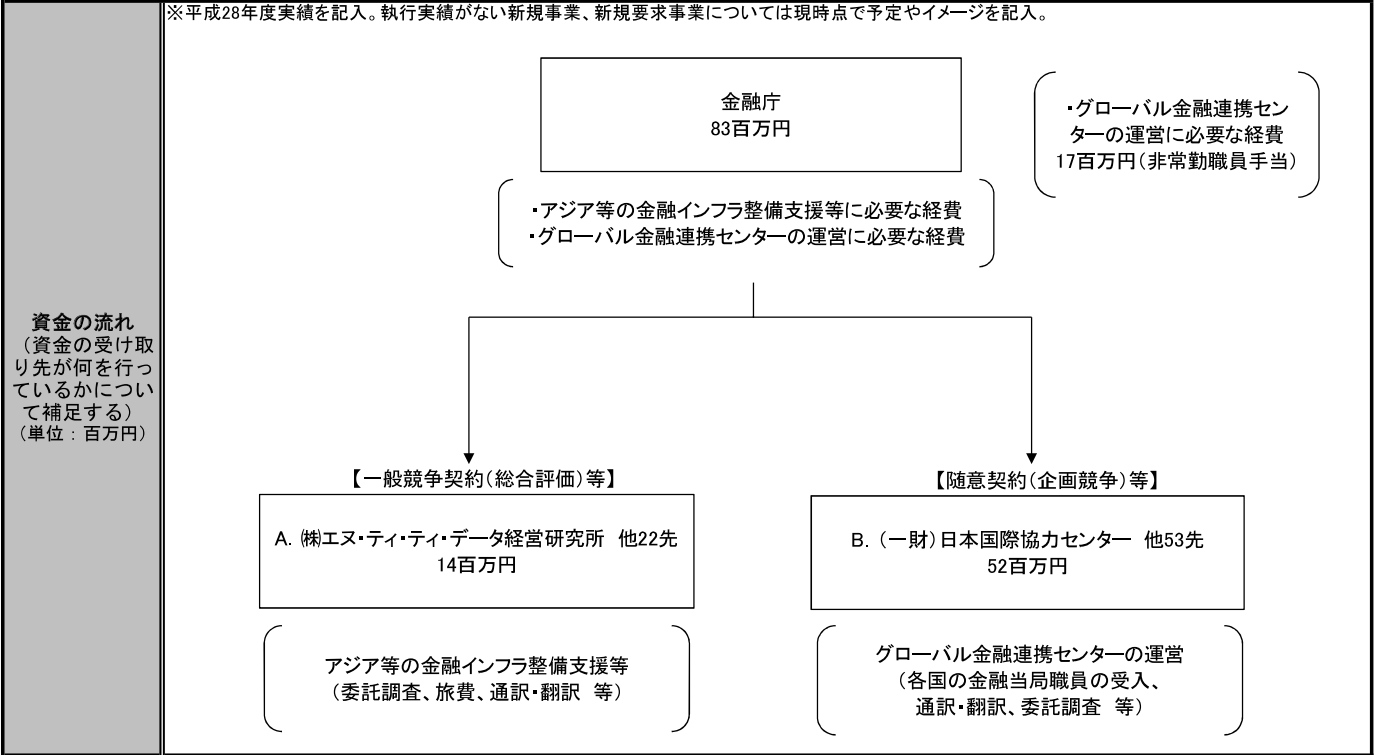 ※平成28年度実績を記入。執行実績がない新規事業、新規要求事業については現時点で予定やイメージを記入。
資金の流れ
（資金の受け取
り先が何を行っ
ているかについ
て補足する）
（単位：百万円）
金融庁
83百万円
・グローバル金融連携セン
ターの運営に必要な経費
17百万円（非常勤職員手当）
・アジア等の金融インフラ整備支援等に必要な経費
・グローバル金融連携センターの運営に必要な経費
【一般競争契約（総合評価）等】
A. ㈱エヌ・ティ・ティ・データ経営研究所 他22先
14百万円
アジア等の金融インフラ整備支援等
（委託調査、旅費、通訳・翻訳 等）
【随意契約（企画競争）等】
B. （一財）日本国際協力センター 他53先
52百万円
グローバル金融連携センターの運営
（各国の金融当局職員の受入、
通訳・翻訳、委託調査 等）